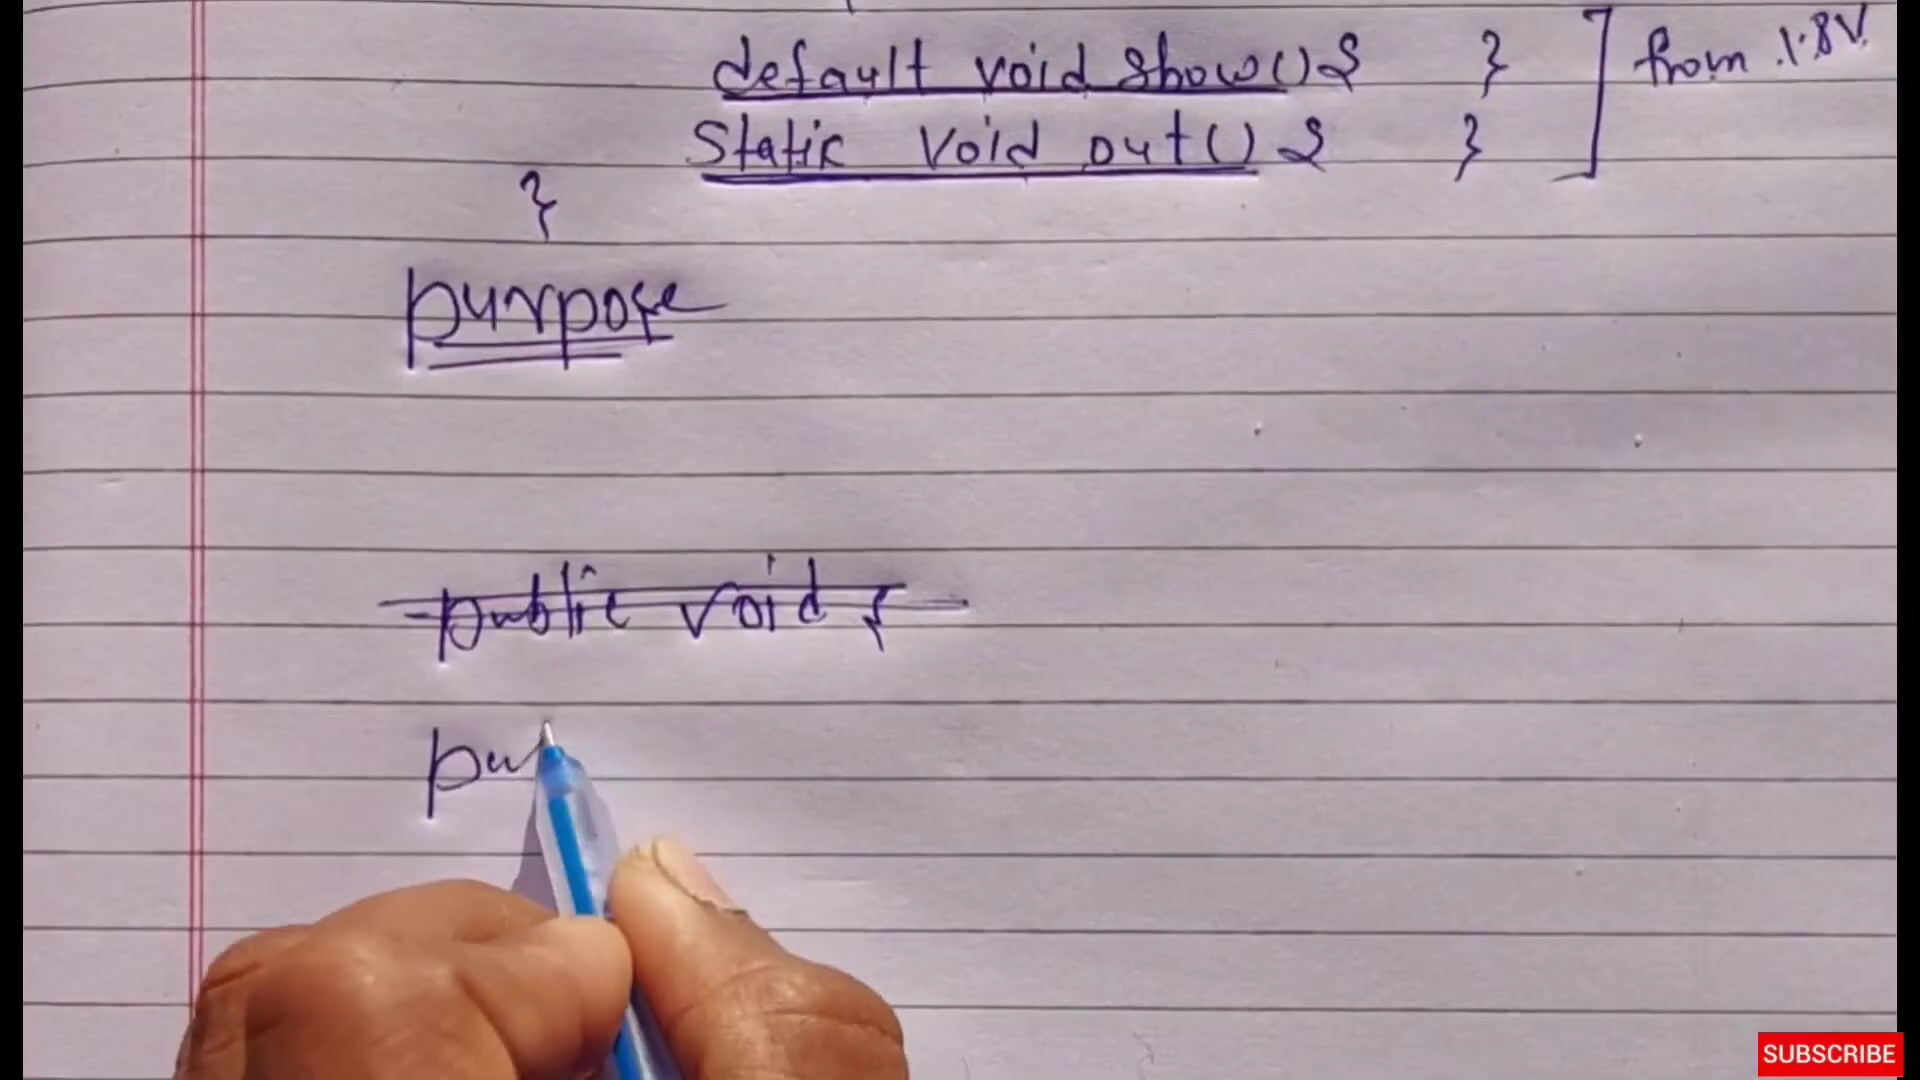 default void show() { } from 1.8V.
Static void out() { }
}
purpose
public void {
pu
SUBSCRIBE